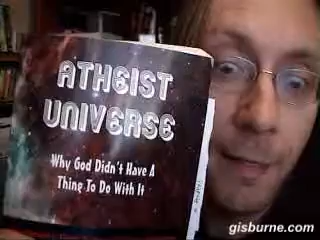 ATHEIST
UNIVERSE
Why God Didn't Have A
Thing To Do With It
gisburne.com